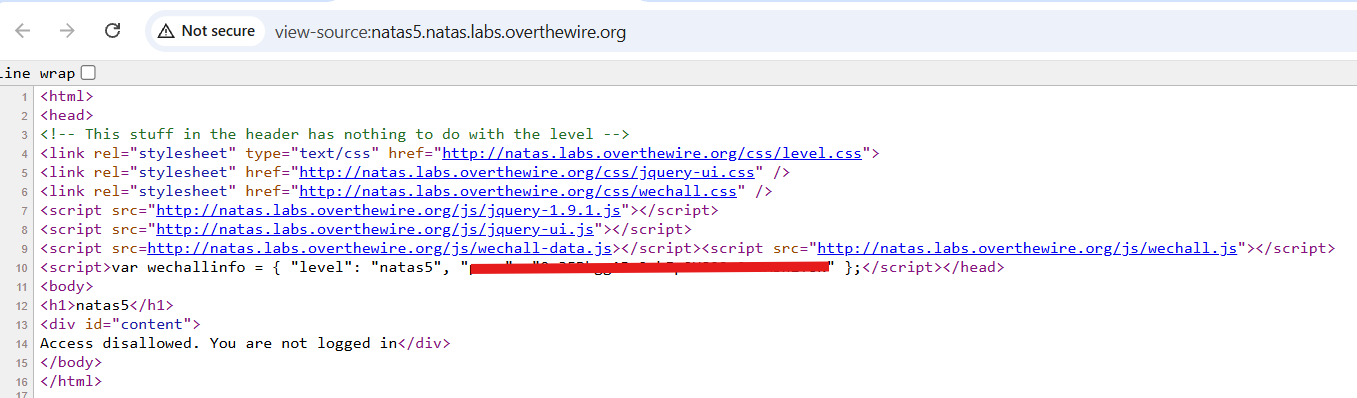 Not secure view-source:natas5.natas.labs.overthewire.org
ine wrap
1 <html>
2 <head>
3 <!-- This stuff in the header has nothing to do with the level -->
4 <link rel="stylesheet" type="text/css" href="http://natas.labs.overthewire.org/css/level.css">
5 <link rel="stylesheet" href="http://natas.labs.overthewire.org/css/jquery-ui.css" />
6 <link rel="stylesheet" href="http://natas.labs.overthewire.org/css/wechall.css" />
7 <script src="http://natas.labs.overthewire.org/js/jquery-1.9.1.js"></script>
8 <script src="http://natas.labs.overthewire.org/js/jquery-ui.js"></script>
9 <script src=http://natas.labs.overthewire.org/js/wechall-data.js></script><script src="http://natas.labs.overthewire.org/js/wechall.js"></script>
10 <script>var wechallinfo = { "level": "natas5", " " };</script></head>
11 <body>
12 <h1>natas5</h1>
13 <div id="content">
14 Access disallowed. You are not logged in</div>
15 </body>
16 </html>
17